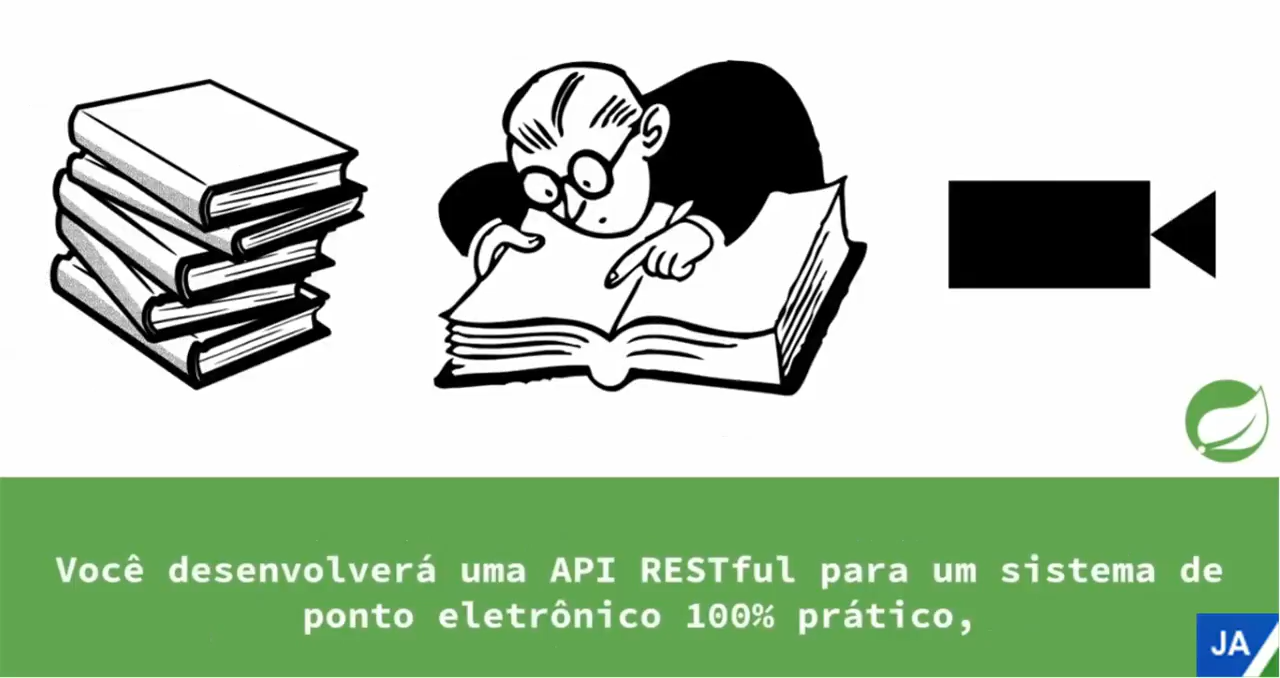 Você desenvolverá uma API RESTful para um sistema de
ponto eletrônico 100% prático,
JA